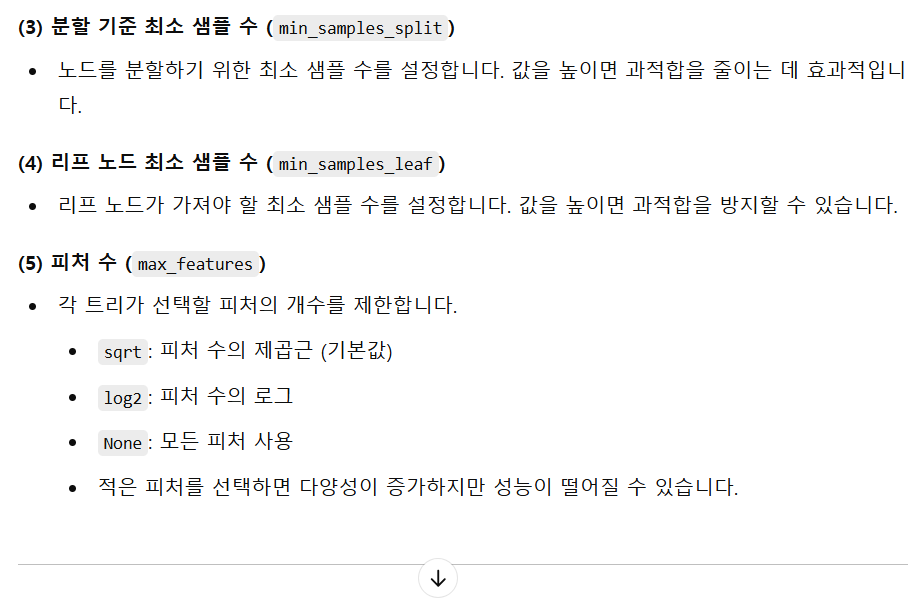 (3) 분할 기준 최소 샘플 수 (min_samples_split)
• 노드를 분할하기 위한 최소 샘플 수를 설정합니다. 값을 높이면 과적합을 줄이는 데 효과적입니
다.
(4) 리프 노드 최소 샘플 수 (min_samples_leaf)
• 리프 노드가 가져야 할 최소 샘플 수를 설정합니다. 값을 높이면 과적합을 방지할 수 있습니다.
(5) 피처 수 (max_features)
• 각 트리가 선택할 피처의 개수를 제한합니다.
• sqrt: 피처 수의 제곱근 (기본값)
• log2: 피처 수의 로그
• None: 모든 피처 사용
• 적은 피처를 선택하면 다양성이 증가하지만 성능이 떨어질 수 있습니다.